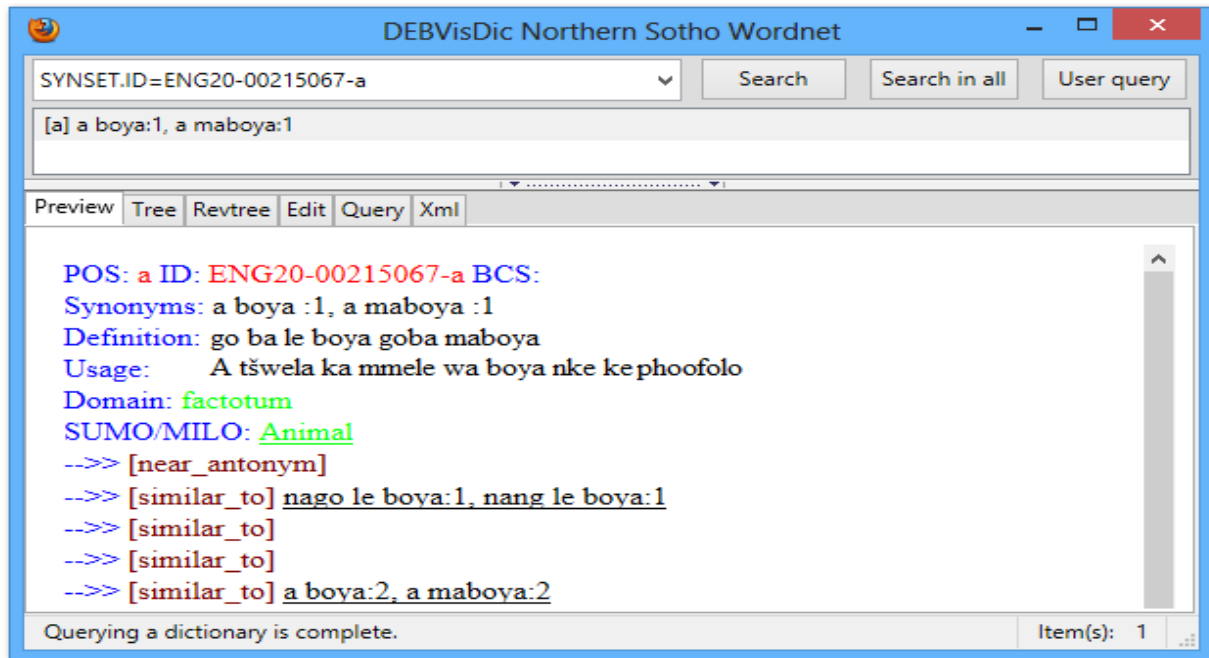 DEBVisDic Northern Sotho Wordnet
SYNSET.ID=ENG20-00215067-a Search Search in all User query
[a] a boya:1, a maboya:1
Preview Tree Revtree Edit Query Xml
POS: a ID: ENG20-00215067-a BCS:
Synonyms: a boya :1, a maboya :1
Definition: go ba le boya goba maboya
Usage: A tšwela ka mmele wa boya nke ke phoofolo
Domain: factotum
SUMO/MILO: Animal
-->> [near_antonym]
-->> [similar_to] nago le boya:1, nang le boya:1
-->> [similar_to]
-->> [similar_to]
-->> [similar_to] a boya:2, a maboya:2
Querying a dictionary is complete. Item(s): 1